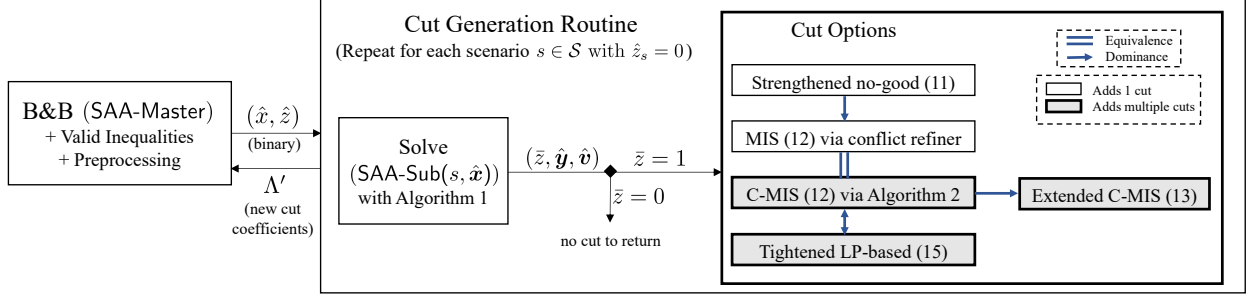 Cut Generation Routine
(Repeat for each scenario s ∈ 𝒮 with ẑₛ = 0)
B&B (SAA-Master)
+ Valid Inequalities
+ Preprocessing
(x̂, ẑ)
(binary)
Λ′
(new cut
coefficients)
Solve
(SAA-Sub(s, x̂))
with Algorithm 1
(z̄, ŷ, v̂)
z̄ = 1
z̄ = 0
no cut to return
Cut Options
Strengthened no-good (11)
MIS (12) via conflict refiner
C-MIS (12) via Algorithm 2
Extended C-MIS (13)
Tightened LP-based (15)
Equivalence
Dominance
Adds 1 cut
Adds multiple cuts